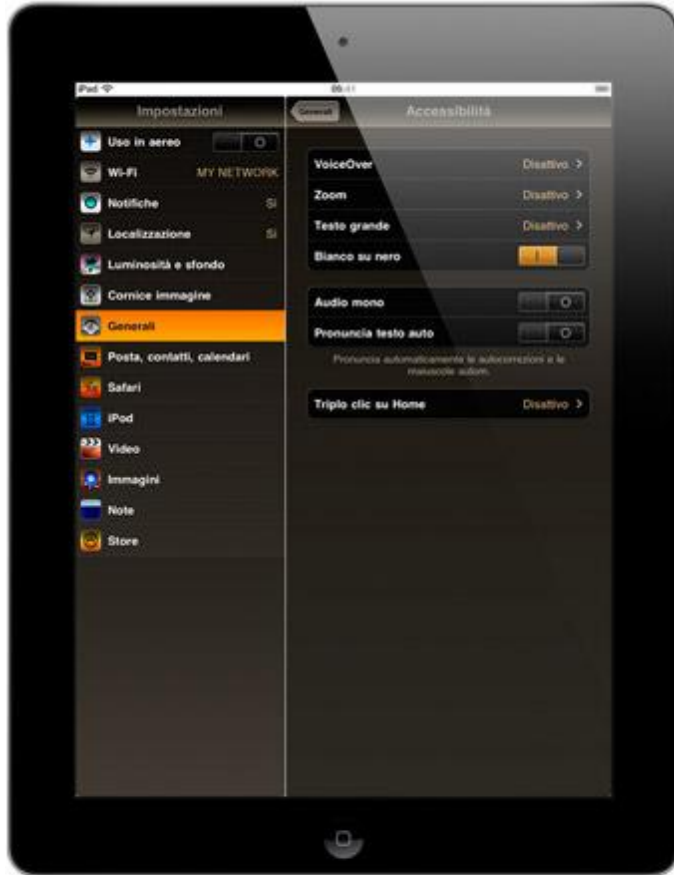 iPad
09:41
Impostazioni
Generali
Accessibilità
Uso in aereo
Wi-Fi MY NETWORK
Notifiche Sì
Localizzazione Sì
Luminosità e sfondo
Cornice immagine
Generali
Posta, contatti, calendari
Safari
iPod
Video
Immagini
Note
Store
VoiceOver Disattivo
Zoom Disattivo
Testo grande Disattivo
Bianco su nero
Audio mono
Pronuncia testo auto
Pronuncia automaticamente le autocorrezioni e le
maiuscole autom.
Triplo clic su Home Disattivo